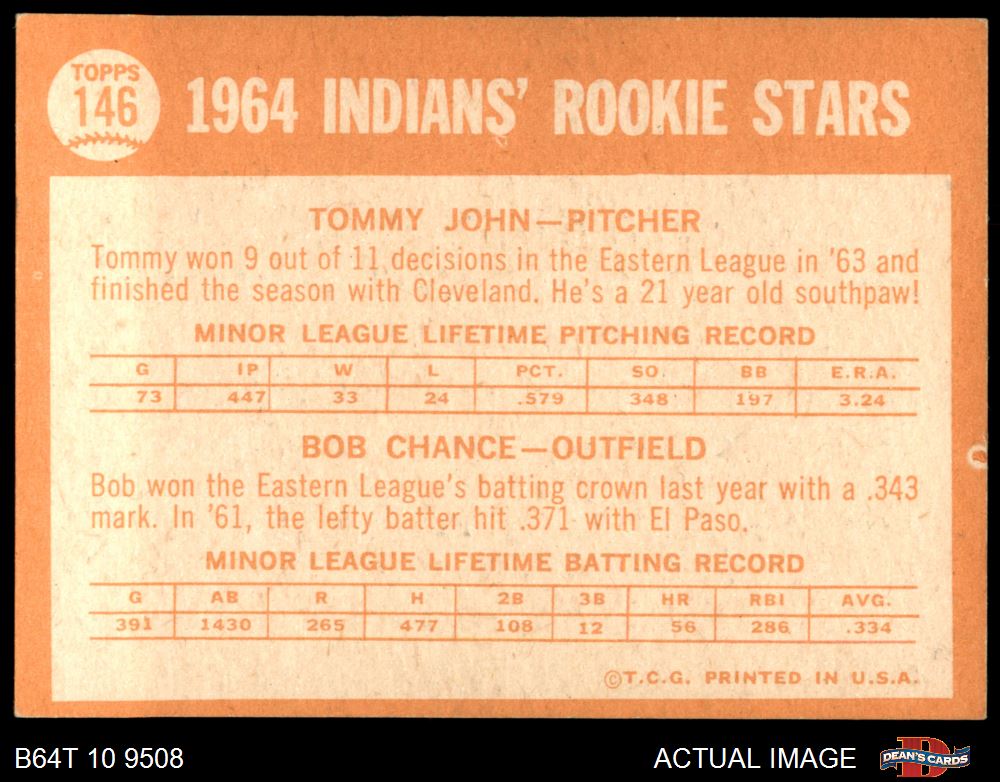 TOPPS
146
1964 INDIANS' ROOKIE STARS
TOMMY JOHN—PITCHER
Tommy won 9 out of 11 decisions in the Eastern League in '63 and
finished the season with Cleveland. He's a 21 year old southpaw!
MINOR LEAGUE LIFETIME PITCHING RECORD
G IP W L PCT. SO. BB E.R.A.
73 447 33 24 .579 348 197 3.24
BOB CHANCE—OUTFIELD
Bob won the Eastern League's batting crown last year with a .343
mark. In '61, the lefty batter hit .371 with El Paso.
MINOR LEAGUE LIFETIME BATTING RECORD
G AB R H 2B 3B HR RBI AVG.
391 1430 265 477 108 12 56 286 .334
©T.C.G. PRINTED IN U.S.A.
B64T 10 9508
ACTUAL IMAGE
D
DEAN'S CARDS